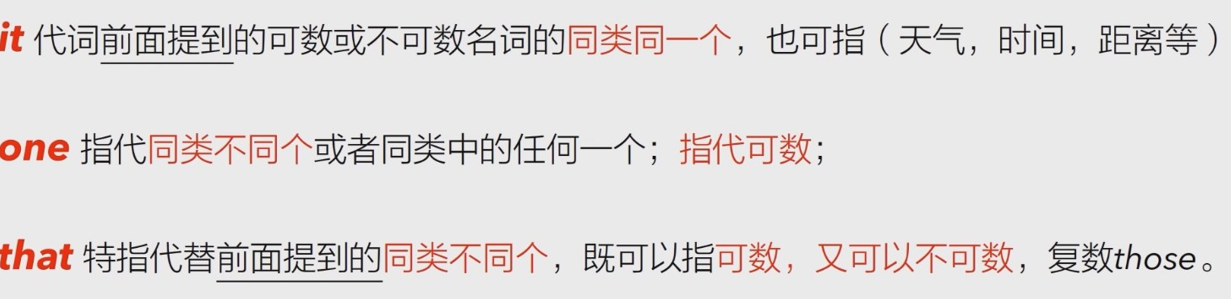 it 代词前面提到的可数或不可数名词的同类同一个，也可指（天气，时间，距离等）
one 指代同类不同个或者同类中的任何一个；指代可数；
that 特指代替前面提到的同类不同个，既可以指可数，又可以不可数，复数those。